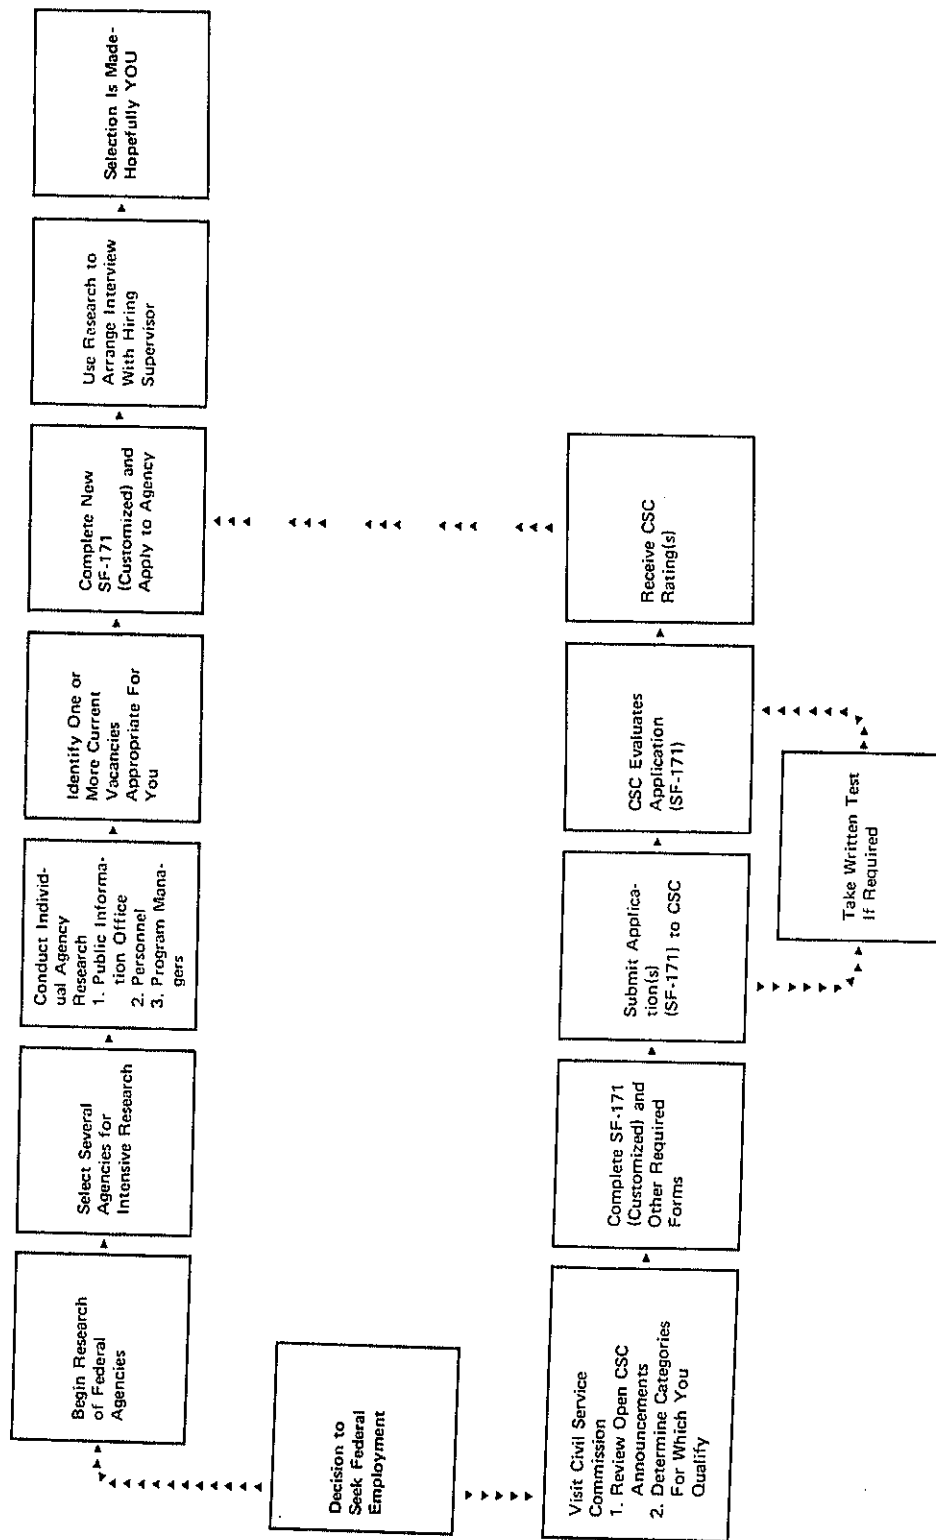 Decision to
Seek Federal
Employment
Begin Research
of Federal
Agencies
Select Several
Agencies for
Intensive Research
Conduct Individ-
ual Agency
Research
1. Public Informa-
tion Office
2. Personnel
3. Program Mana-
gers
Identify One or
More Current
Vacancies
Appropriate For
You
Complete New
SF-171
(Customized) and
Apply to Agency
Use Research to
Arrange Interview
With Hiring
Supervisor
Selection Is Made-
Hopefully YOU
Visit Civil Service
Commission
1. Review Open CSC
Announcements
2. Determine Categories
For Which You
Qualify
Complete SF-171
(Customized) and
Other Required
Forms
Submit Applica-
tion(s)
(SF-171) to CSC
CSC Evaluates
Application
(SF-171)
Receive CSC
Rating(s)
Take Written Test
If Required